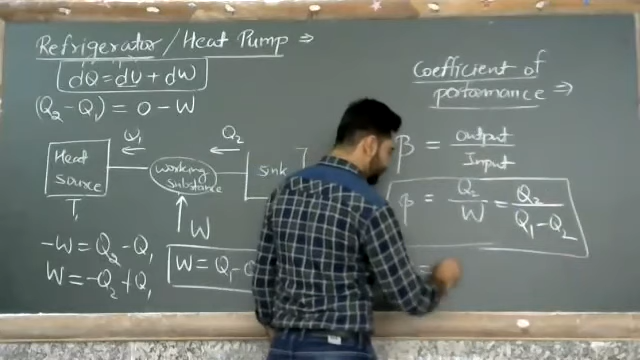 Refrigerator / Heat Pump ⇒
dQ = dU + dW
(Q₂ - Q₁) = 0 - W
Q₁
Q₂
Heat source
T₁
working substance
sink
W
-W = Q₂ - Q₁
W = -Q₂ + Q₁
W = Q₁ - Q
Coefficient of
performance ⇒
β = output / Input
β = Q₂ / W = Q₂ / Q₁ - Q₂
=